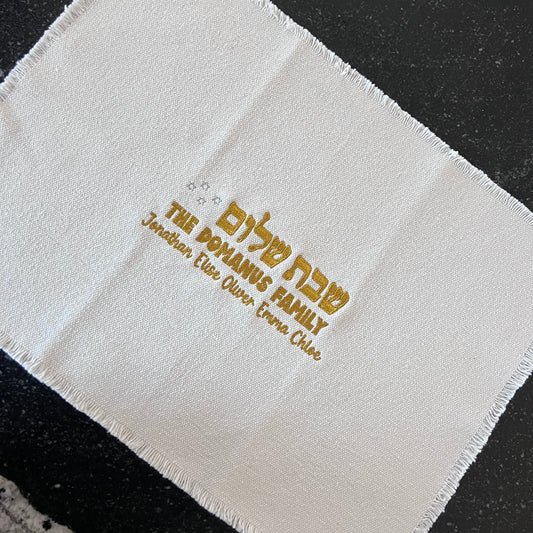 שבת שלום
THE DOMANUS FAMILY
Jonathan Elise Oliver Emma Chloe